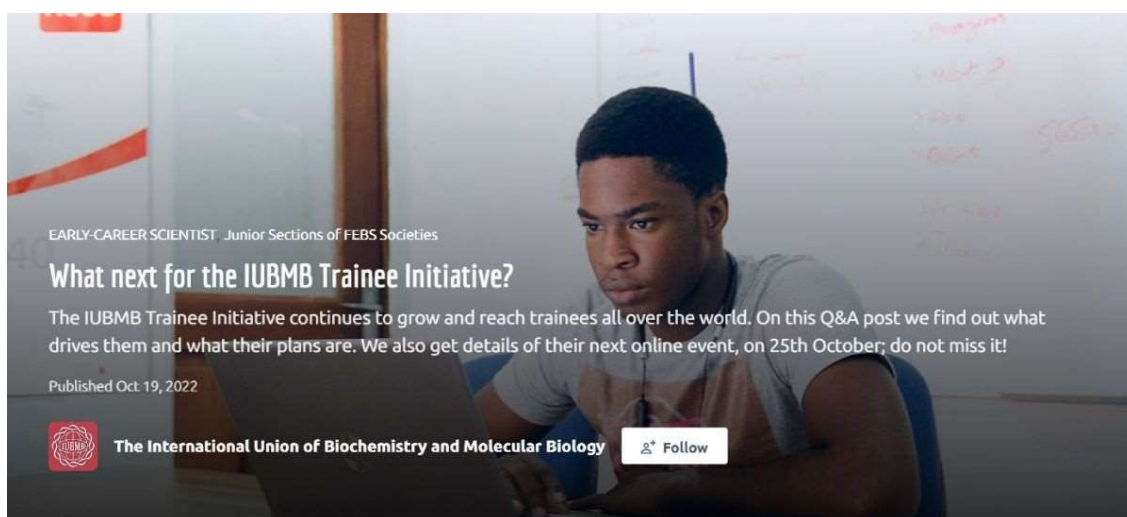 EARLY-CAREER SCIENTIST Junior Sections of FEBS Societies
What next for the IUBMB Trainee Initiative?
The IUBMB Trainee Initiative continues to grow and reach trainees all over the world. On this Q&A post we find out what
drives them and what their plans are. We also get details of their next online event, on 25th October; do not miss it!
Published Oct 19, 2022
IUBMB
The International Union of Biochemistry and Molecular Biology
Follow